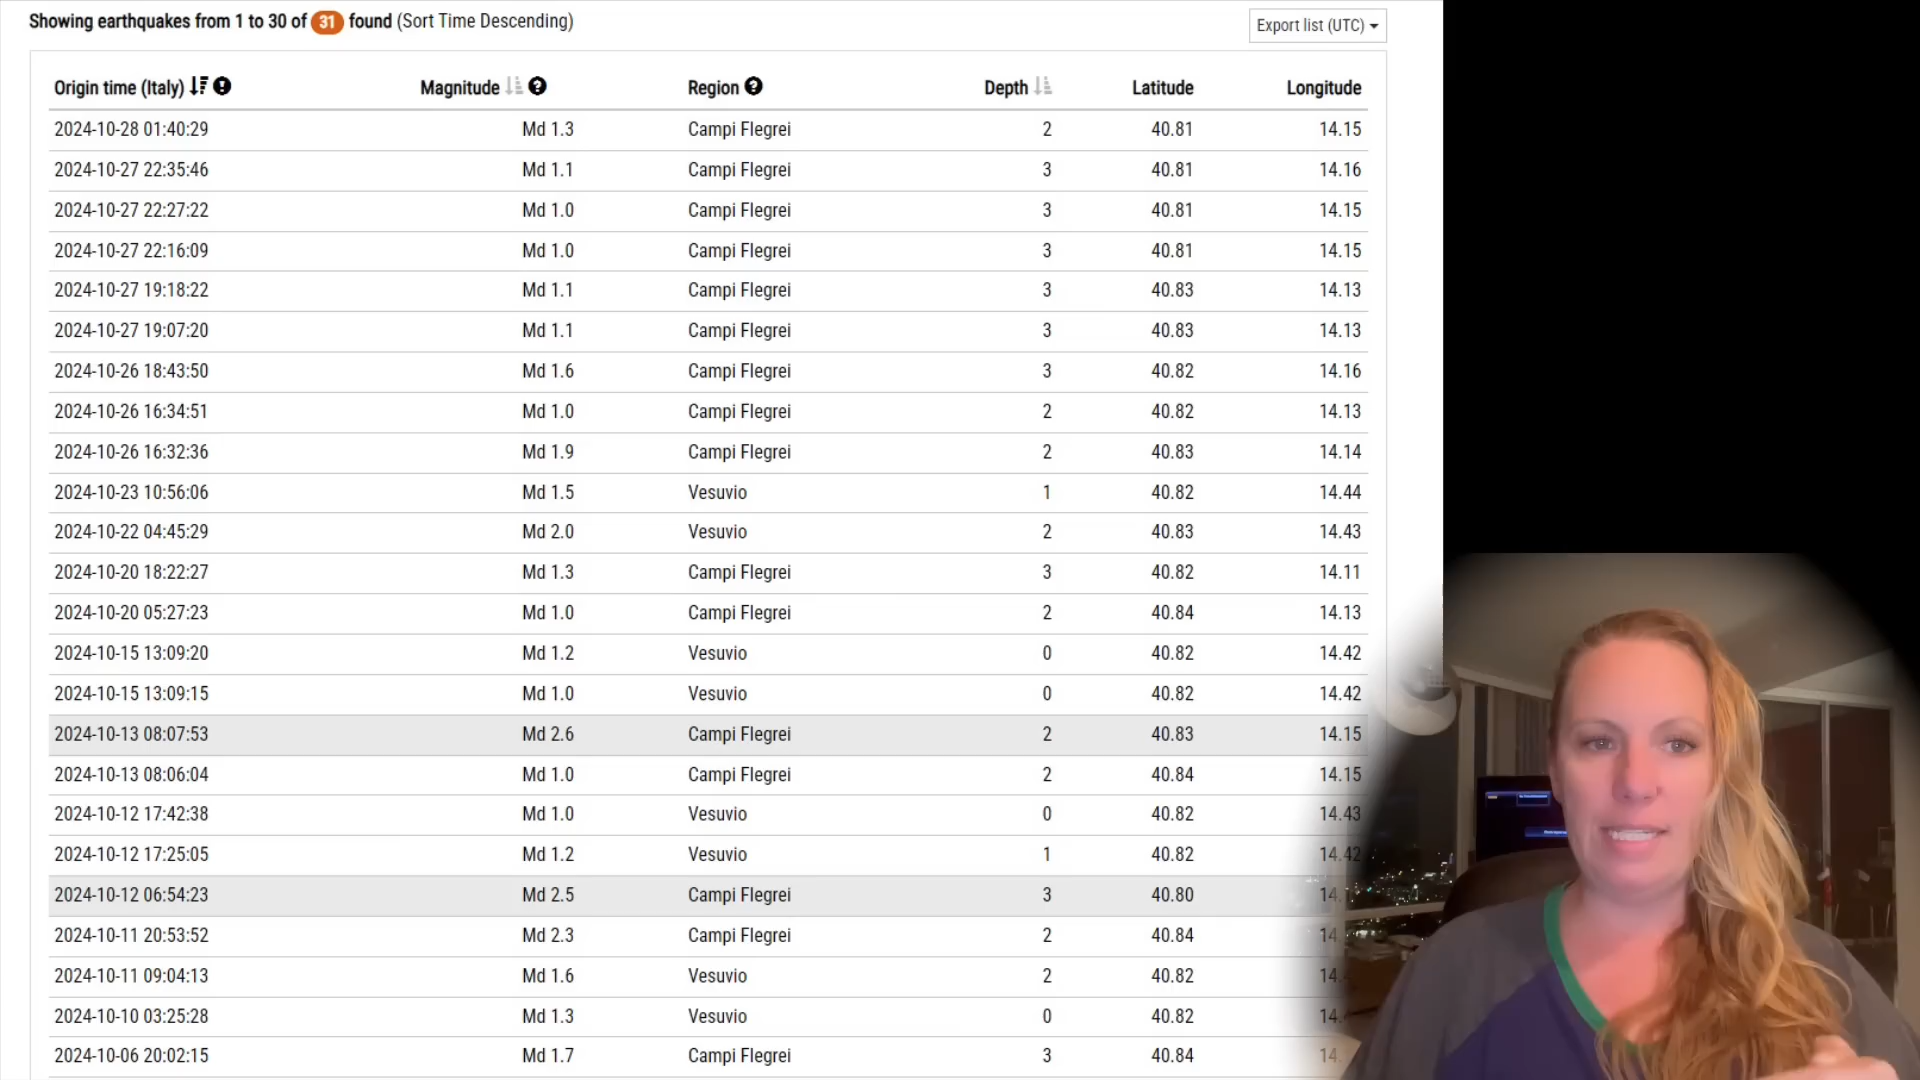 Showing earthquakes from 1 to 30 of 31 found (Sort Time Descending)
Export list (UTC)
Origin time (Italy) Magnitude Region Depth Latitude Longitude
2024-10-28 01:40:29 Md 1.3 Campi Flegrei 2 40.81 14.15
2024-10-27 22:35:46 Md 1.1 Campi Flegrei 3 40.81 14.16
2024-10-27 22:27:22 Md 1.0 Campi Flegrei 3 40.81 14.15
2024-10-27 22:16:09 Md 1.0 Campi Flegrei 3 40.81 14.15
2024-10-27 19:18:22 Md 1.1 Campi Flegrei 3 40.83 14.13
2024-10-27 19:07:20 Md 1.1 Campi Flegrei 3 40.83 14.13
2024-10-26 18:43:50 Md 1.6 Campi Flegrei 3 40.82 14.16
2024-10-26 16:34:51 Md 1.0 Campi Flegrei 2 40.82 14.13
2024-10-26 16:32:36 Md 1.9 Campi Flegrei 2 40.83 14.14
2024-10-23 10:56:06 Md 1.5 Vesuvio 1 40.82 14.44
2024-10-22 04:45:29 Md 2.0 Vesuvio 2 40.83 14.43
2024-10-20 18:22:27 Md 1.3 Campi Flegrei 3 40.82 14.11
2024-10-20 05:27:23 Md 1.0 Campi Flegrei 2 40.84 14.13
2024-10-15 13:09:20 Md 1.2 Vesuvio 0 40.82 14.42
2024-10-15 13:09:15 Md 1.0 Vesuvio 0 40.82 14.42
2024-10-13 08:07:53 Md 2.6 Campi Flegrei 2 40.83 14.15
2024-10-13 08:06:04 Md 1.0 Campi Flegrei 2 40.84 14.15
2024-10-12 17:42:38 Md 1.0 Vesuvio 0 40.82 14.43
2024-10-12 17:25:05 Md 1.2 Vesuvio 1 40.82 14.42
2024-10-12 06:54:23 Md 2.5 Campi Flegrei 3 40.80
2024-10-11 20:53:52 Md 2.3 Campi Flegrei 2 40.84
2024-10-11 09:04:13 Md 1.6 Vesuvio 2 40.82
2024-10-10 03:25:28 Md 1.3 Vesuvio 0 40.82
2024-10-06 20:02:15 Md 1.7 Campi Flegrei 3 40.84